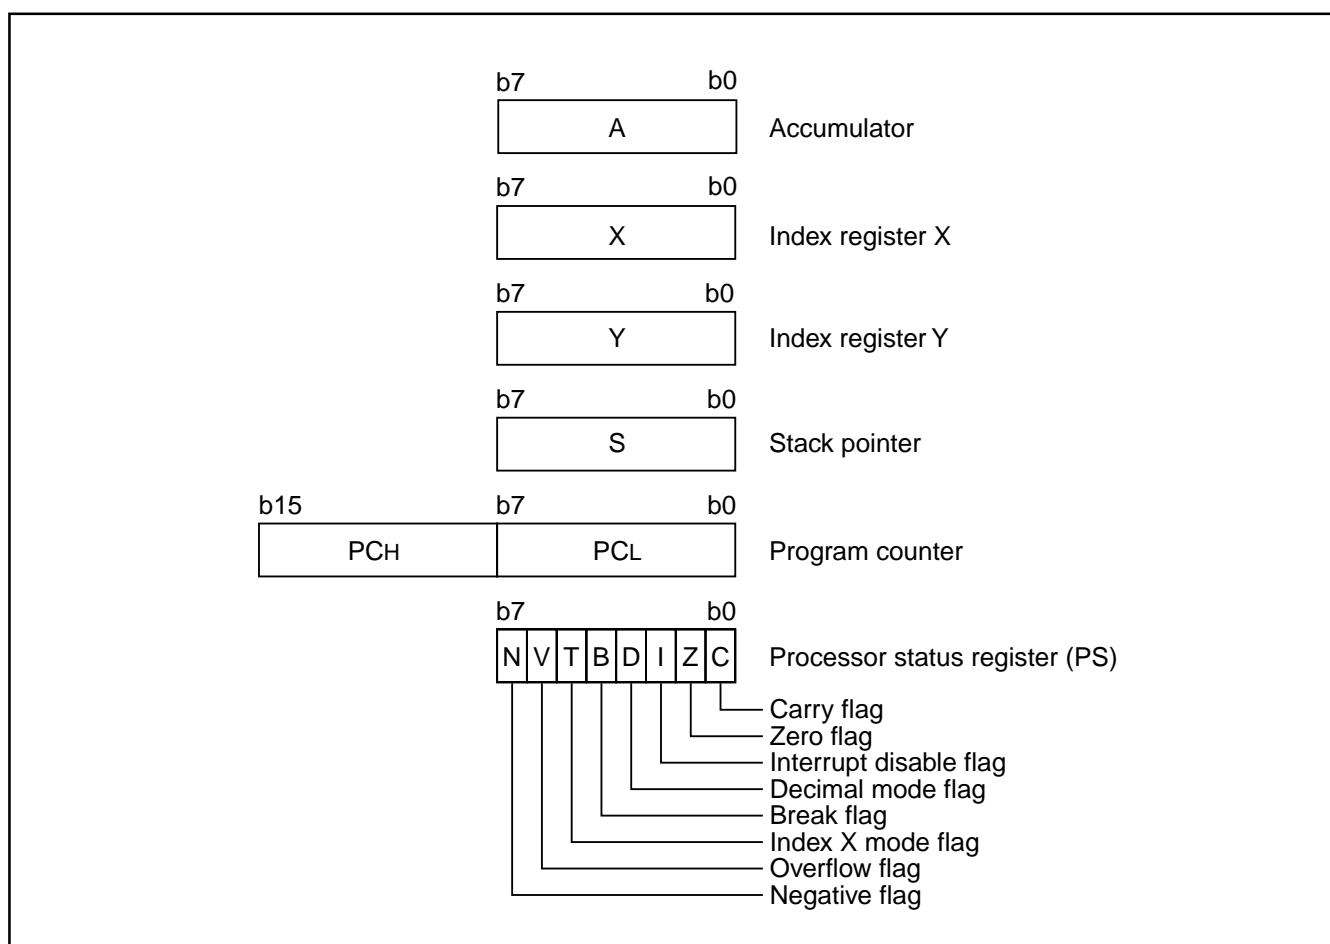 b7 b0
A Accumulator
b7 b0
X Index register X
b7 b0
Y Index register Y
b7 b0
S Stack pointer
b15 b7 b0
PCH PCL Program counter
b7 b0
N V T B D I Z C Processor status register (PS)
Carry flag
Zero flag
Interrupt disable flag
Decimal mode flag
Break flag
Index X mode flag
Overflow flag
Negative flag